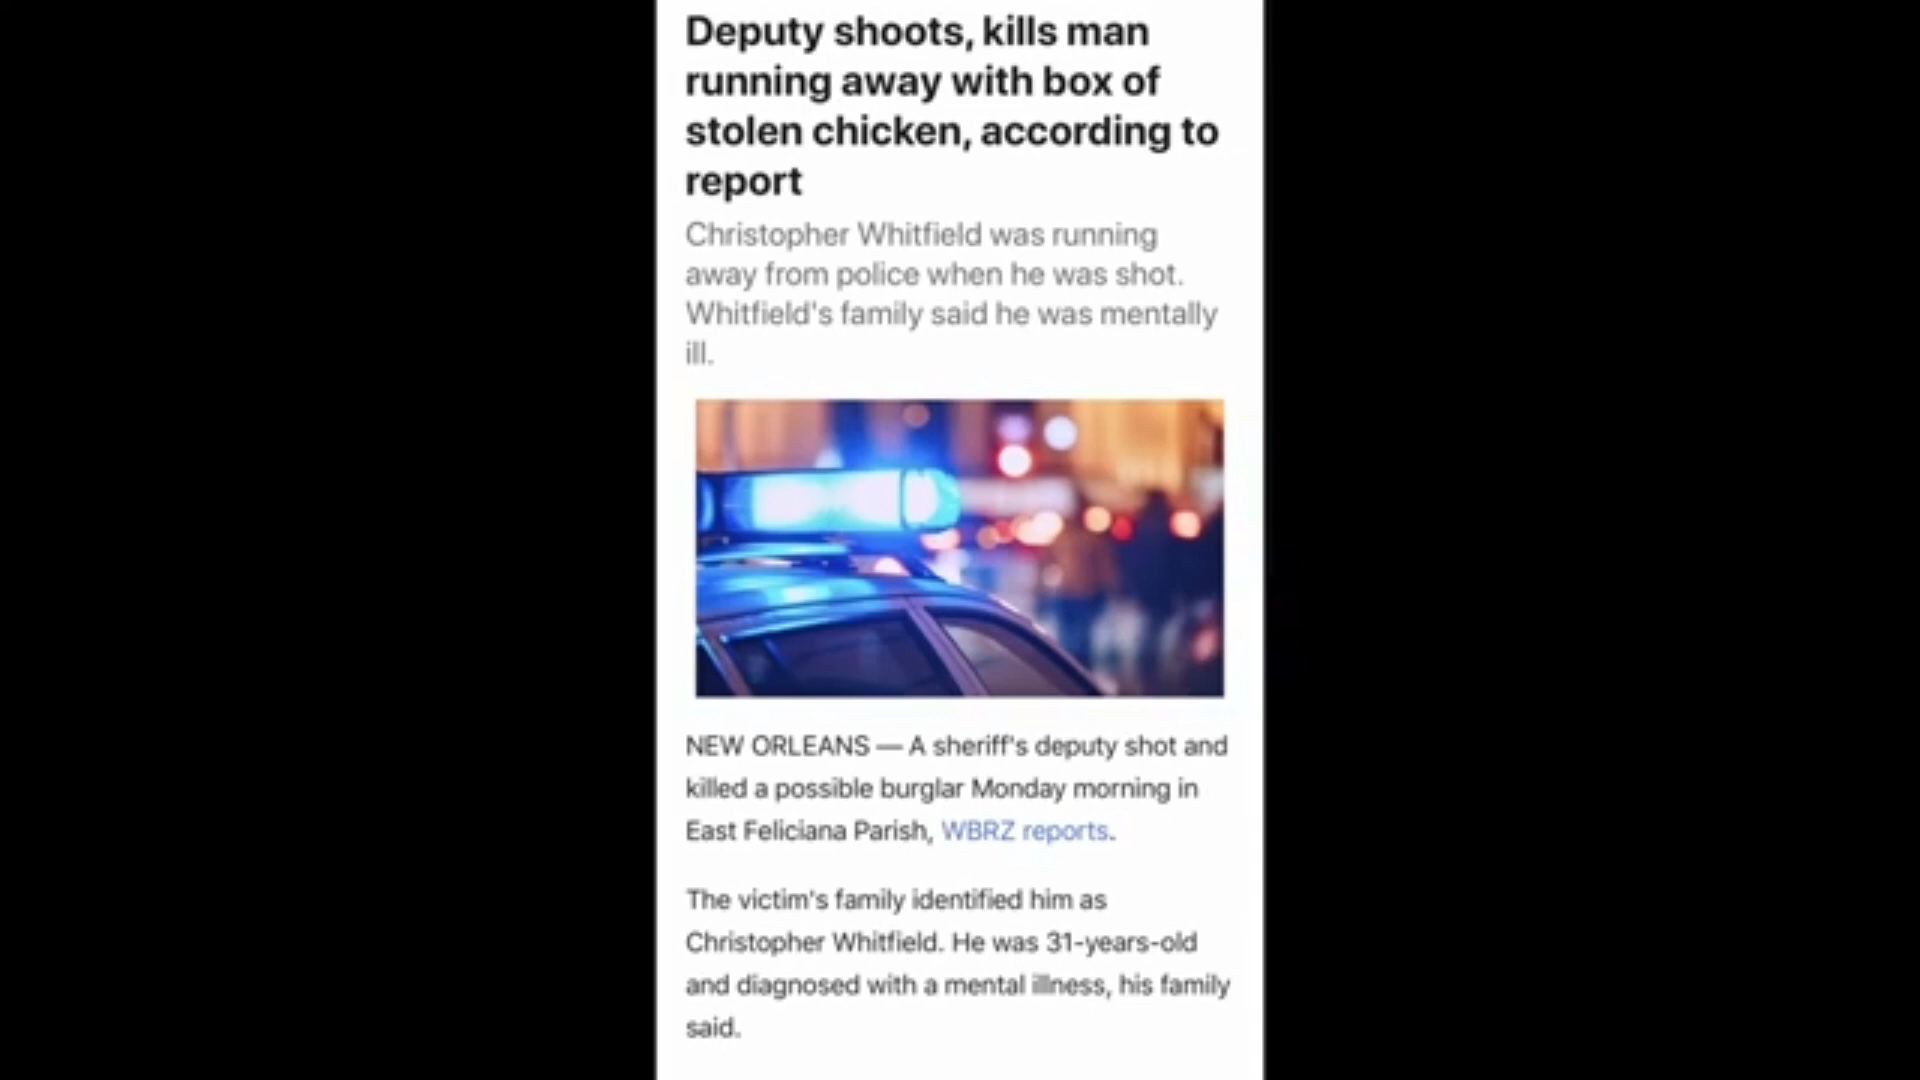 Deputy shoots, kills man
running away with box of
stolen chicken, according to
report
Christopher Whitfield was running
away from police when he was shot.
Whitfield's family said he was mentally
ill.
NEW ORLEANS — A sheriff's deputy shot and
killed a possible burglar Monday morning in
East Feliciana Parish, WBRZ reports.
The victim's family identified him as
Christopher Whitfield. He was 31-years-old
and diagnosed with a mental illness, his family
said.